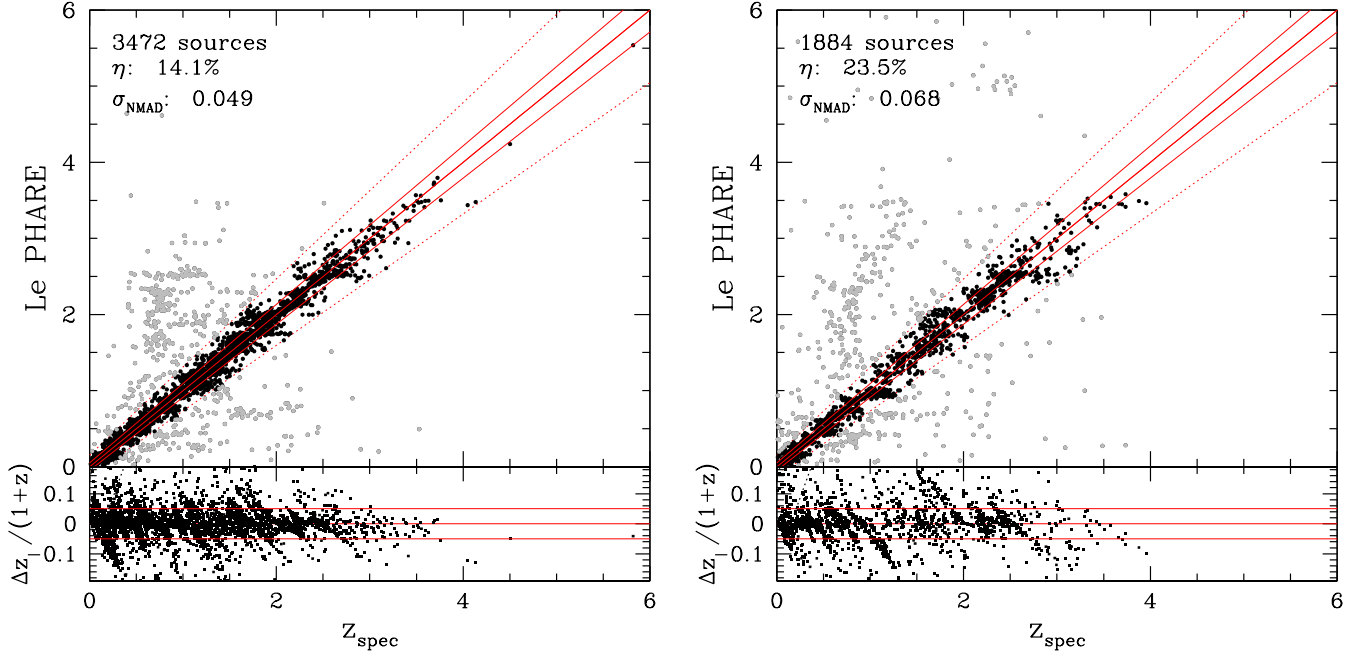 3472 sources
η: 14.1%
σNMAD: 0.049
Le PHARE
6
4
2
0
Δz/(1+z)
0.1
0
−0.1
0 2 4 6
zspec
1884 sources
η: 23.5%
σNMAD: 0.068
Le PHARE
6
4
2
0
Δz/(1+z)
0.1
0
−0.1
0 2 4 6
zspec